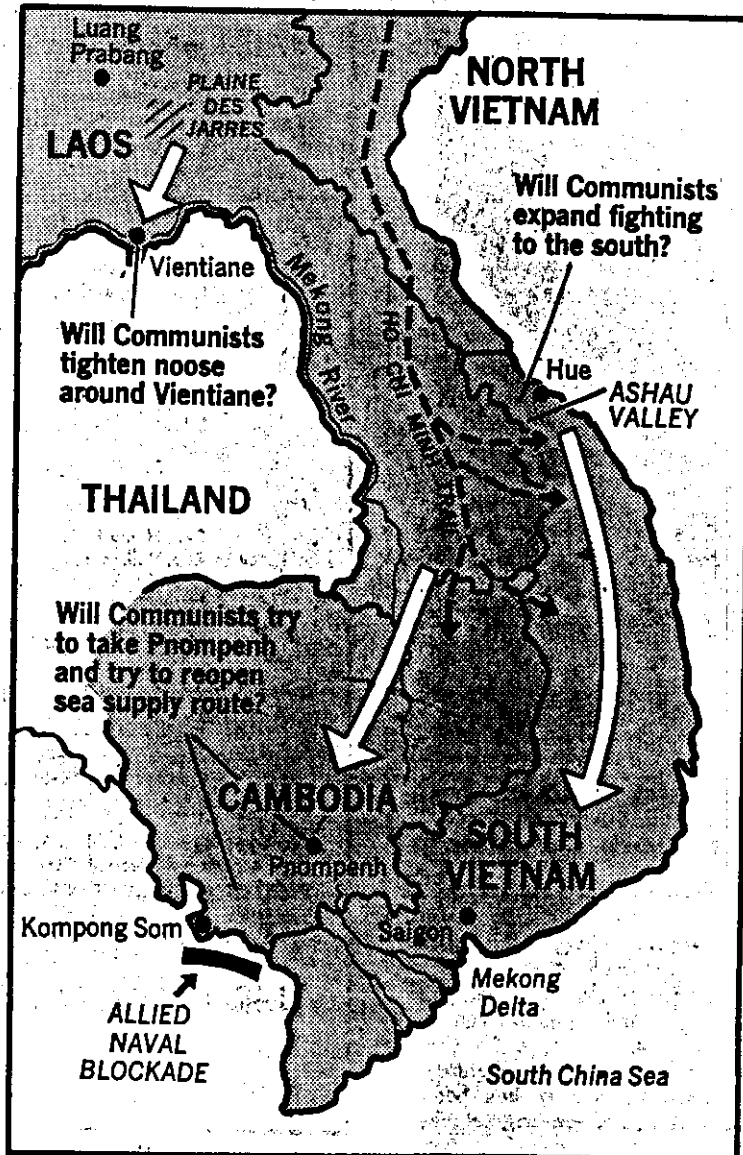 Luang
Prabang
PLAINE
DES
JARRES
LAOS
NORTH
VIETNAM
Will Communists
expand fighting
to the south?
Vientiane
Mekong River
Will Communists
tighten noose
around Vientiane?
HO CHI MINH TRAIL
Hue
ASHAU
VALLEY
THAILAND
Will Communists try
to take Pnompenh
and try to reopen
sea supply route?
CAMBODIA
Pnompenh
SOUTH
VIETNAM
Kompong Som
Saigon
Mekong
Delta
ALLIED
NAVAL
BLOCKADE
South China Sea